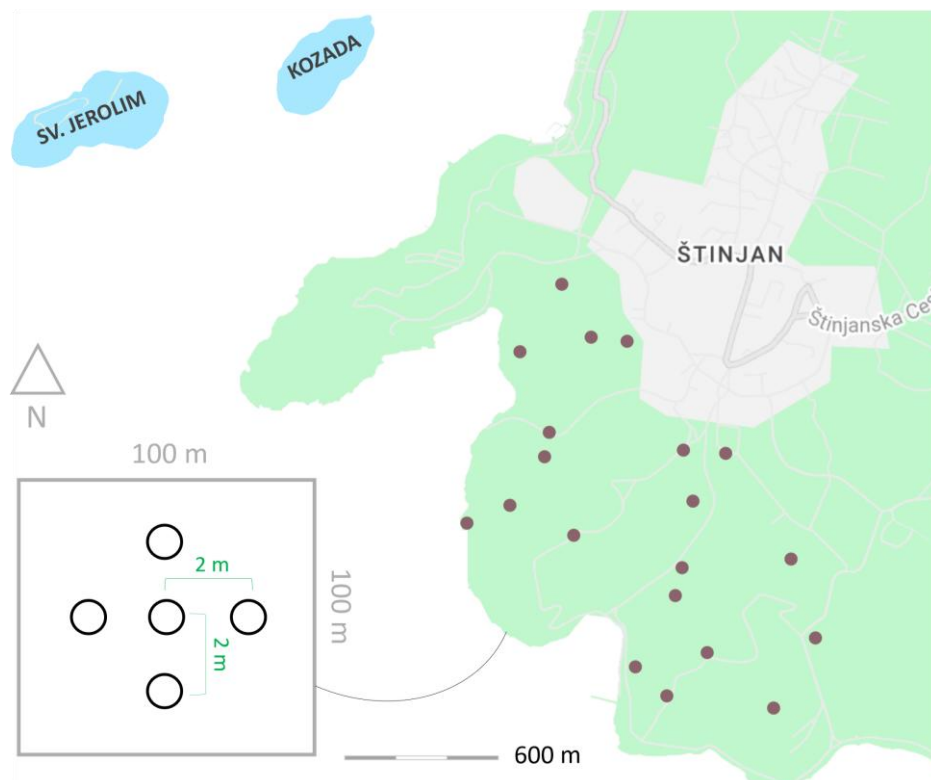 KOZADA
SV. JEROLIM
ŠTINJAN
Štinjanska Ces
N
100 m
100 m
2 m
2 m
600 m